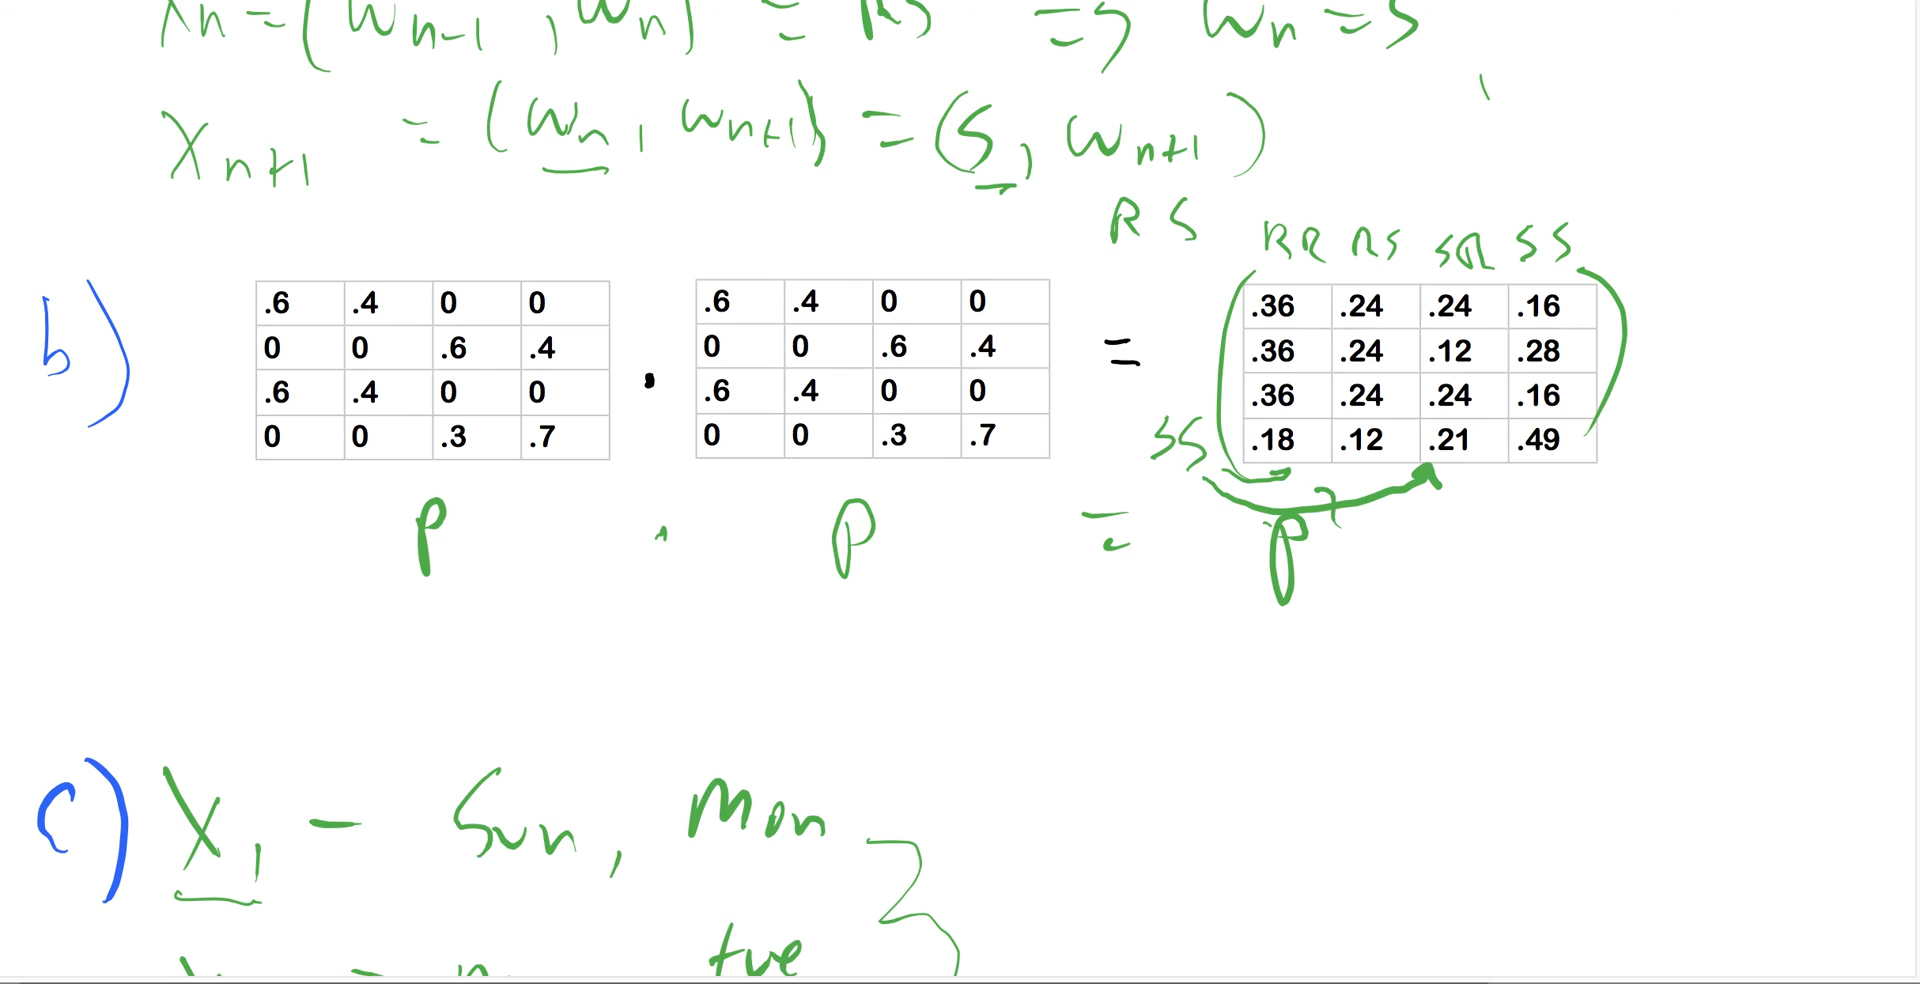 Xn = (Wn-1, Wn) = RS => Wn = S
Xn+1 = (Wn, Wn+1) = (S, Wn+1)
RS
RR RS SR SS
b)
.6 .4 0 0
0 0 .6 .4
.6 .4 0 0
0 0 .3 .7
.
.6 .4 0 0
0 0 .6 .4
.6 .4 0 0
0 0 .3 .7
=
.36 .24 .24 .16
.36 .24 .12 .28
.36 .24 .24 .16
.18 .12 .21 .49
SS
P . P = P²
c) X1 - Sun, Mon
tue